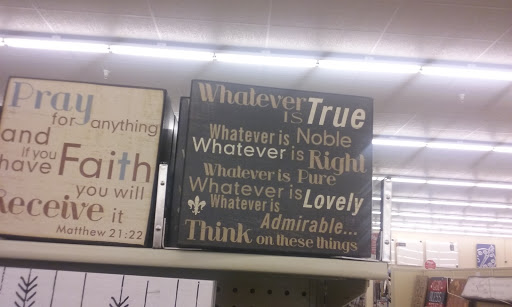 Pray
for anything
and
if you
have Faith
you will
Receive it
Matthew 21:22
Whatever
is True
Whatever is Noble
Whatever is Right
Whatever is Pure
Whatever is Lovely
Whatever is
Admirable...
Think on these things